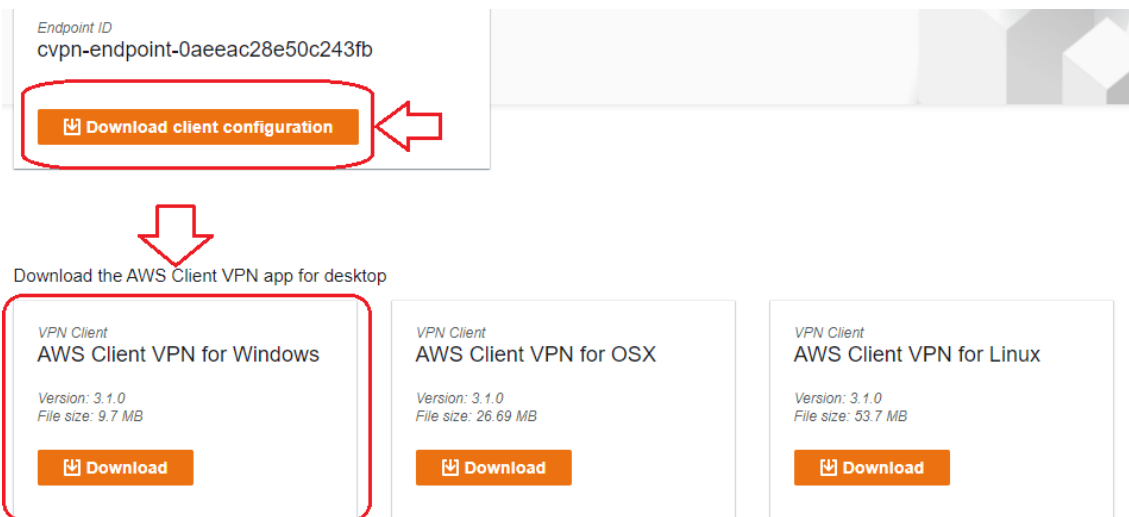 Endpoint ID
cvpn-endpoint-0aeeac28e50c243fb
Download client configuration
Download the AWS Client VPN app for desktop
VPN Client
AWS Client VPN for Windows
Version: 3.1.0
File size: 9.7 MB
Download
VPN Client
AWS Client VPN for OSX
Version: 3.1.0
File size: 26.69 MB
Download
VPN Client
AWS Client VPN for Linux
Version: 3.1.0
File size: 53.7 MB
Download